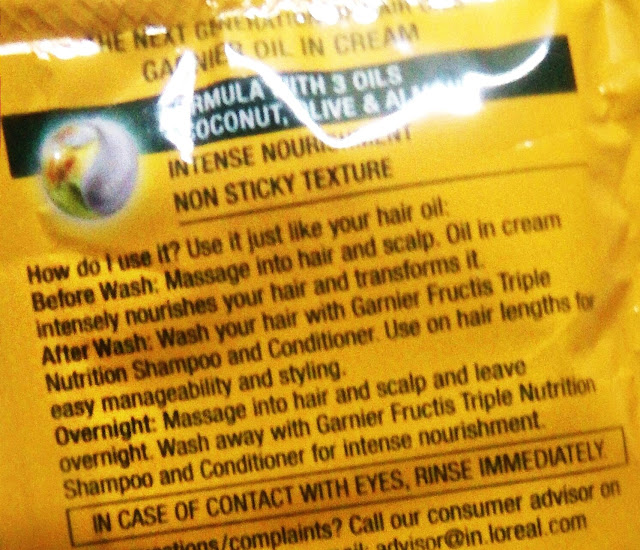 THE NEXT GENERATION
GARNIER OIL IN CREAM
FORMULA WITH 3 OILS
COCONUT, OLIVE & ALMOND
INTENSE NOURISHMENT
NON STICKY TEXTURE
How do I use it? Use it just like your hair oil:
Before Wash: Massage into hair and scalp. Oil in cream
intensely nourishes your hair and transforms it.
After Wash: Wash your hair with Garnier Fructis Triple
Nutrition Shampoo and Conditioner. Use on hair lengths for
easy manageability and styling.
Overnight: Massage into hair and scalp and leave
overnight. Wash away with Garnier Fructis Triple Nutrition
Shampoo and Conditioner for intense nourishment.
IN CASE OF CONTACT WITH EYES, RINSE IMMEDIATELY
/complaints? Call our consumer advisor on
advisor@in.loreal.com